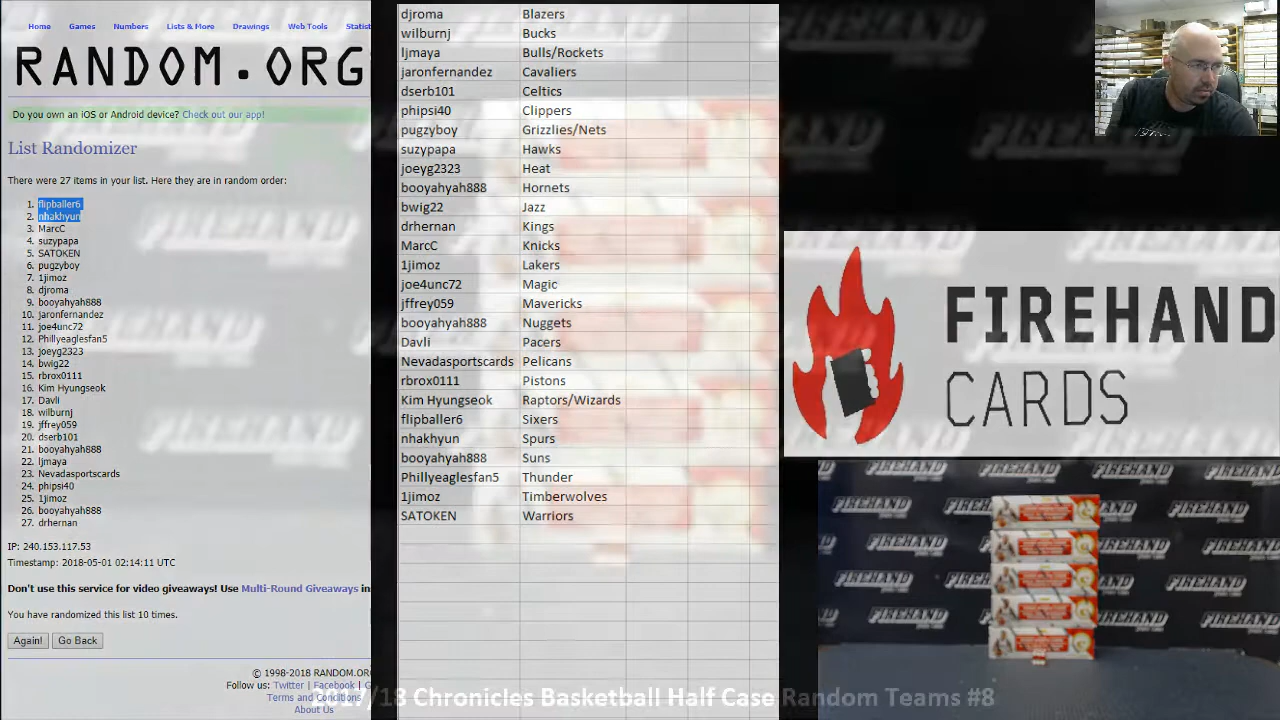 Home Games Numbers Lists & More Drawings Web Tools
RANDOM.ORG
Do you own an iOS or Android device? Check out our app!
List Randomizer
There were 27 items in your list. Here they are in random order:
1. flipballer6
2. nhakhyun
3. MarcC
4. suzypapa
5. SATOKEN
6. pugzyboy
7. 1jimoz
8. djroma
9. booyahyah888
10. jaronfernandez
11. joe4unc72
12. Phillyeaglesfan5
13. joeyg2323
14. bwig22
15. rbrox0111
16. Kim Hyungseok
17. Davli
18. wilburnj
19. jffrey059
20. dserb101
21. booyahyah888
22. ljmaya
23. Nevadasportscards
24. phipsi40
25. 1jimoz
26. booyahyah888
27. drhernan
IP: 240.153.117.53
Timestamp: 2018-05-01 02:14:11 UTC
Don't use this service for video giveaways! Use Multi-Round Giveaways in
You have randomized this list 10 times.
Again! Go Back
© 1998-2018 RANDOM.OR
Follow us: Twitter | Facebook |
Terms and Conditions
About Us
djroma Blazers
wilburnj Bucks
ljmaya Bulls/Rockets
jaronfernandez Cavaliers
dserb101 Celtics
phipsi40 Clippers
pugzyboy Grizzlies/Nets
suzypapa Hawks
joeyg2323 Heat
booyahyah888 Hornets
bwig22 Jazz
drhernan Kings
MarcC Knicks
1jimoz Lakers
joe4unc72 Magic
jffrey059 Mavericks
booyahyah888 Nuggets
Davli Pacers
Nevadasportscards Pelicans
rbrox0111 Pistons
Kim Hyungseok Raptors/Wizards
flipballer6 Sixers
nhakhyun Spurs
booyahyah888 Suns
Phillyeaglesfan5 Thunder
1jimoz Timberwolves
SATOKEN Warriors
FIREHAND
CARDS
FIREHAND
FIREHAND
FIREHAND
FIREHAND
2017/18 Chronicles Basketball Half Case Random Teams #8